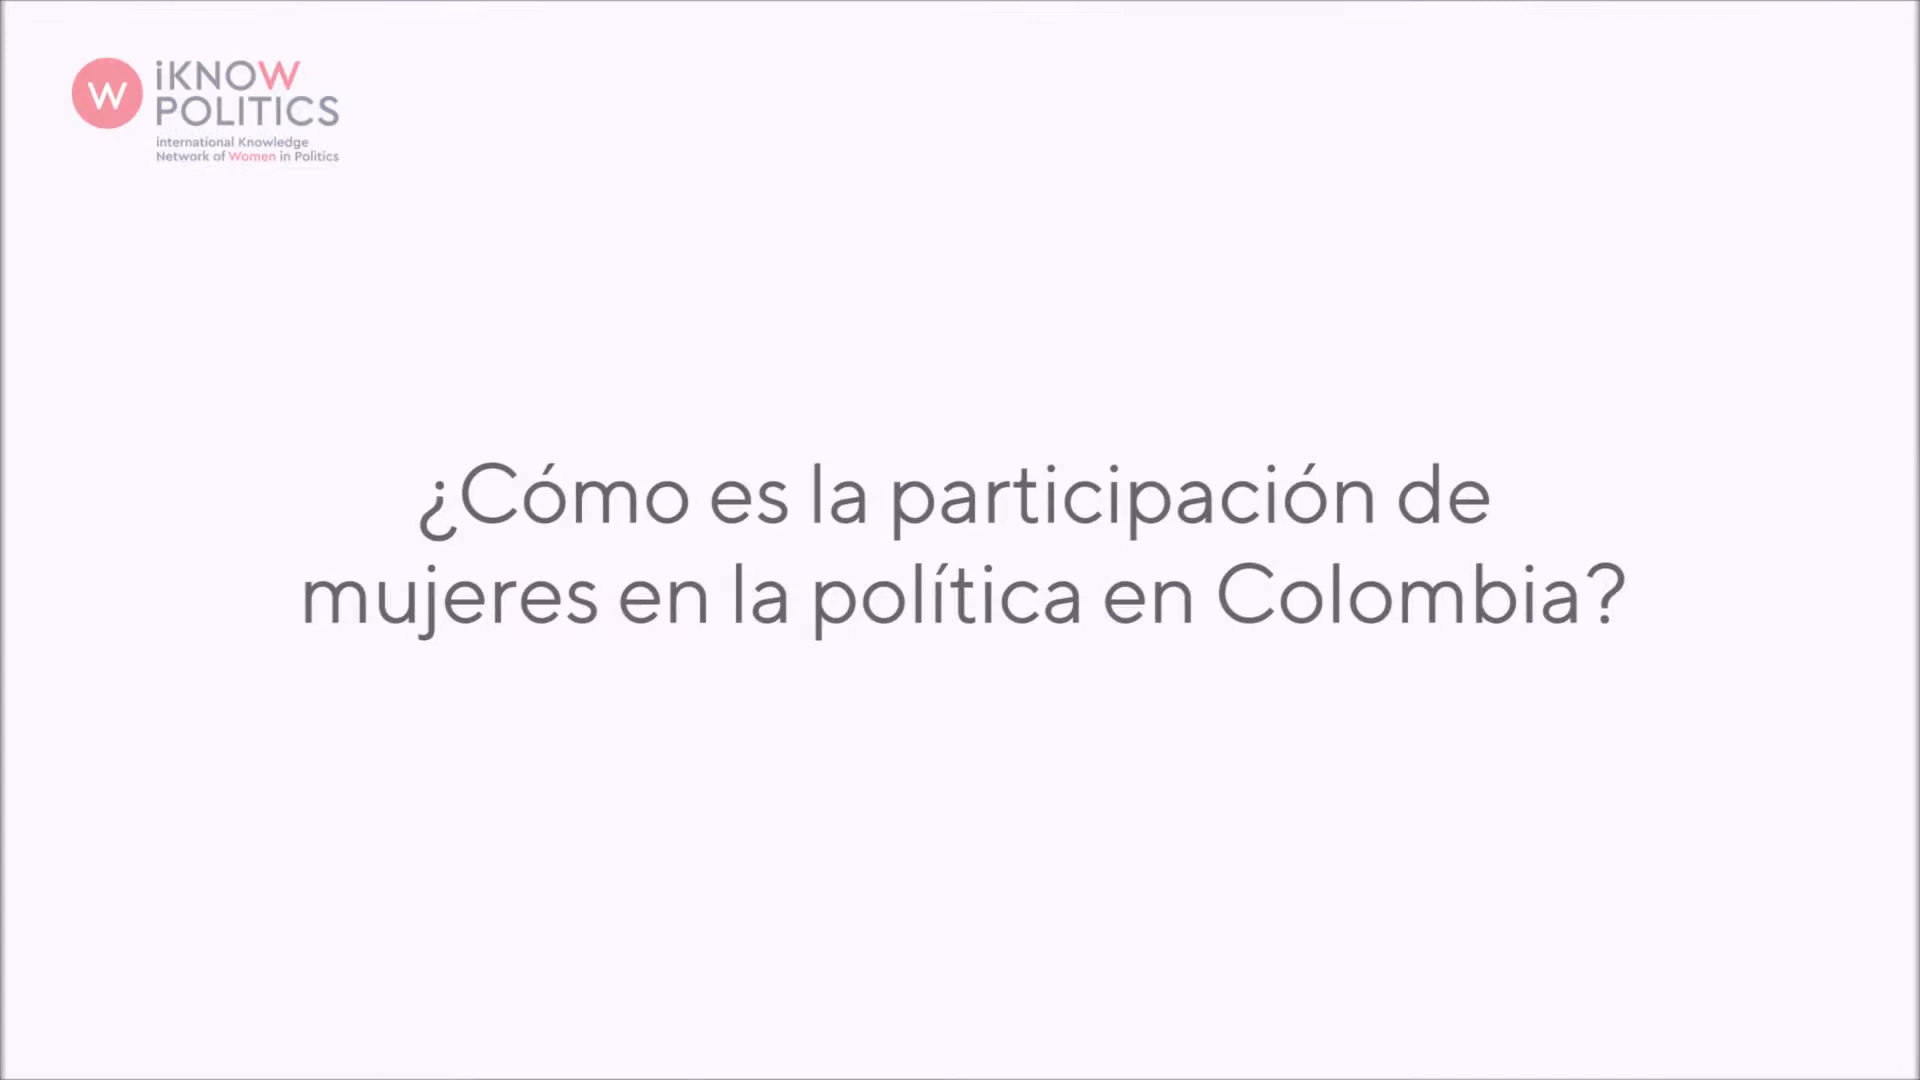 W
iKNOW
POLITICS
International Knowledge
Network of Women in Politics
¿Cómo es la participación de
mujeres en la política en Colombia?